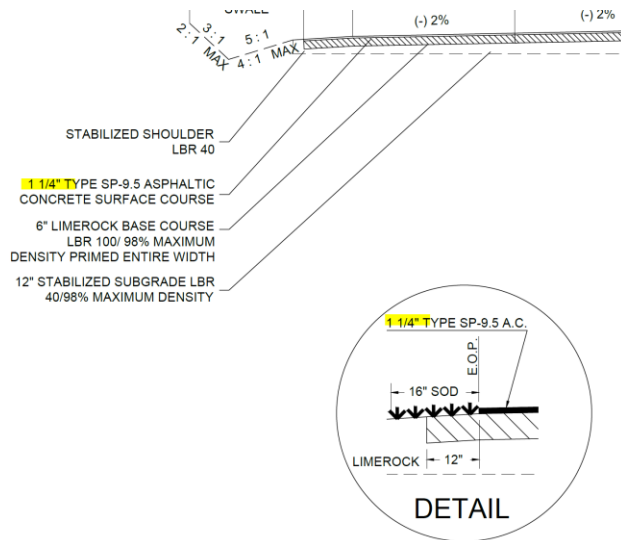 SWALE
(-) 2%
(-) 2%
3:1
2:1 MAX
5:1
4:1 MAX
STABILIZED SHOULDER
LBR 40
1 1/4" TYPE SP-9.5 ASPHALTIC
CONCRETE SURFACE COURSE
6" LIMEROCK BASE COURSE
LBR 100/ 98% MAXIMUM
DENSITY PRIMED ENTIRE WIDTH
12" STABILIZED SUBGRADE LBR
40/98% MAXIMUM DENSITY
1 1/4" TYPE SP-9.5 A.C.
E.O.P.
16" SOD
LIMEROCK
12"
DETAIL